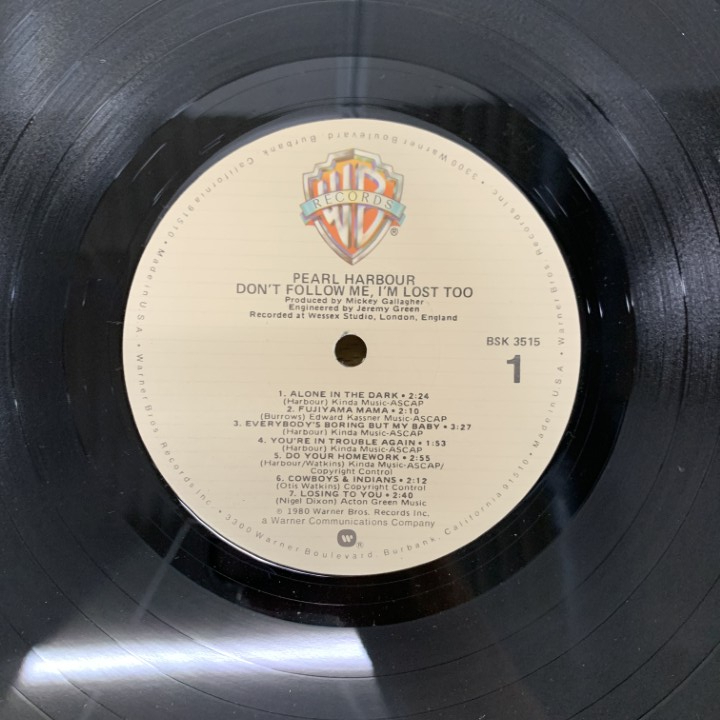 WB
RECORDS
®
PEARL HARBOUR
DON'T FOLLOW ME, I'M LOST TOO
Produced by Mickey Gallagher
Engineered by Jeremy Green
Recorded at Wessex Studio, London, England
BSK 3515
1
1. ALONE IN THE DARK • 2:24
(Harbour) Kinda Music-ASCAP
2. FUJIYAMA MAMA • 2:10
(Burrows) Edward Kassner Music-ASCAP
3. EVERYBODY'S BORING BUT MY BABY • 3:27
(Harbour) Kinda Music-ASCAP
4. YOU'RE IN TROUBLE AGAIN • 1:53
(Harbour) Kinda Music-ASCAP
5. DO YOUR HOMEWORK • 2:55
(Harbour/Watkins) Kinda Music-ASCAP/
Copyright Control
6. COWBOYS & INDIANS • 2:12
(Otis Watkins) Copyright Control
7. LOSING TO YOU • 2:40
(Nigel Dixon) Acton Green Music
℗ 1980 Warner Bros. Records Inc.
a Warner Communications Company
W ®
Made in U.S.A. • Warner Bros. Records Inc. • 3300 Warner Boulevard, Burbank, California 91510 • Made in U.S.A. • Warner Bros. Records Inc. • 3300 Warner Boulevard, Burbank, California 91510 •